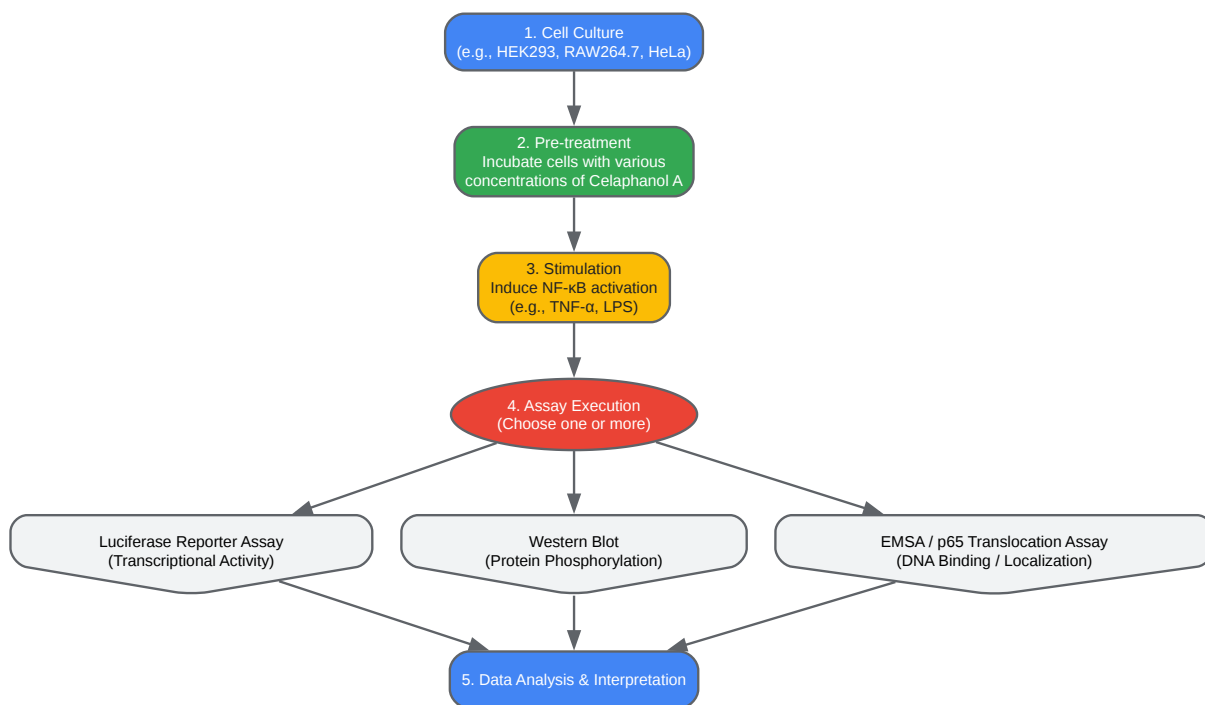 1. Cell Culture
(e.g., HEK293, RAW264.7, HeLa)
2. Pre-treatment
Incubate cells with various
concentrations of Celaphanol A
3. Stimulation
Induce NF-κB activation
(e.g., TNF-α, LPS)
4. Assay Execution
(Choose one or more)
Luciferase Reporter Assay
(Transcriptional Activity)
Western Blot
(Protein Phosphorylation)
EMSA / p65 Translocation Assay
(DNA Binding / Localization)
5. Data Analysis & Interpretation